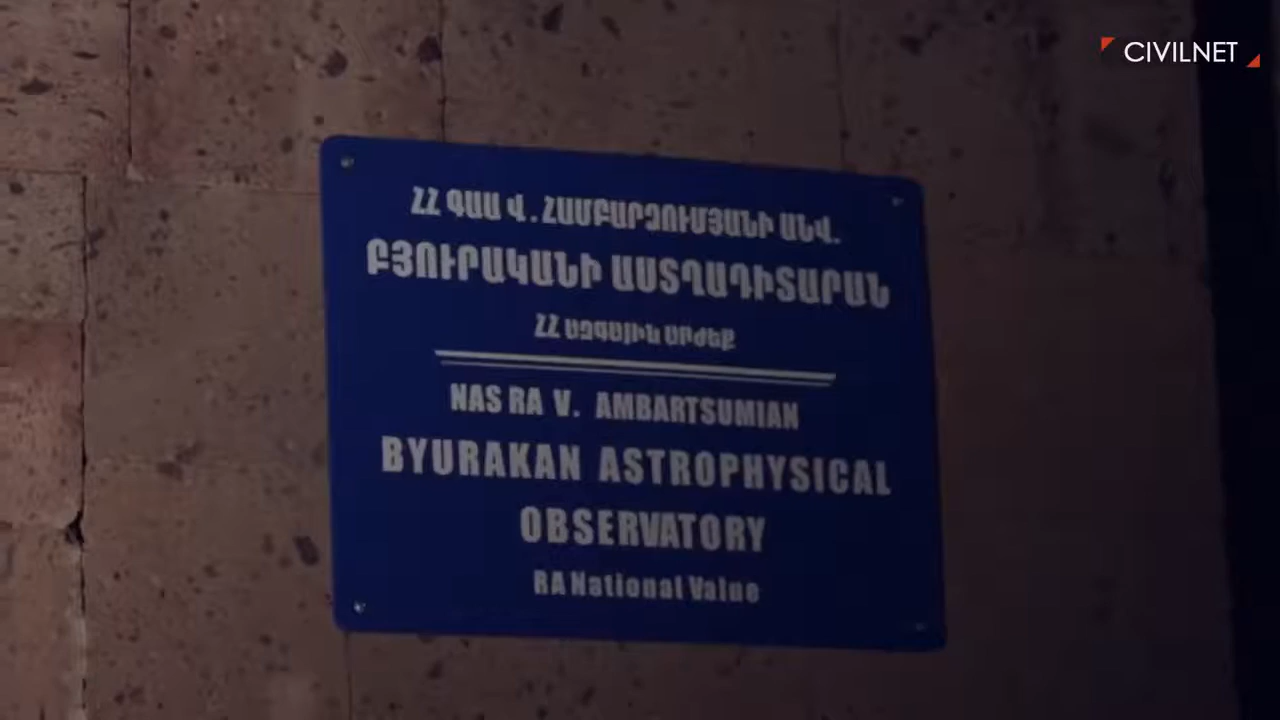 CIVILNET
ՀՀ ԳԱԱ Վ. ՀԱՄԲԱՐՁՈՒՄՅԱՆԻ ԱՆՎ.
ԲՅՈՒՐԱԿԱՆԻ ԱՍՏՂԱԴԻՏԱՐԱՆ
ՀՀ ԱԶԳԱՅԻՆ ԱՐԺԵՔ
NAS RA V. AMBARTSUMIAN
BYURAKAN ASTROPHYSICAL
OBSERVATORY
RA National Value